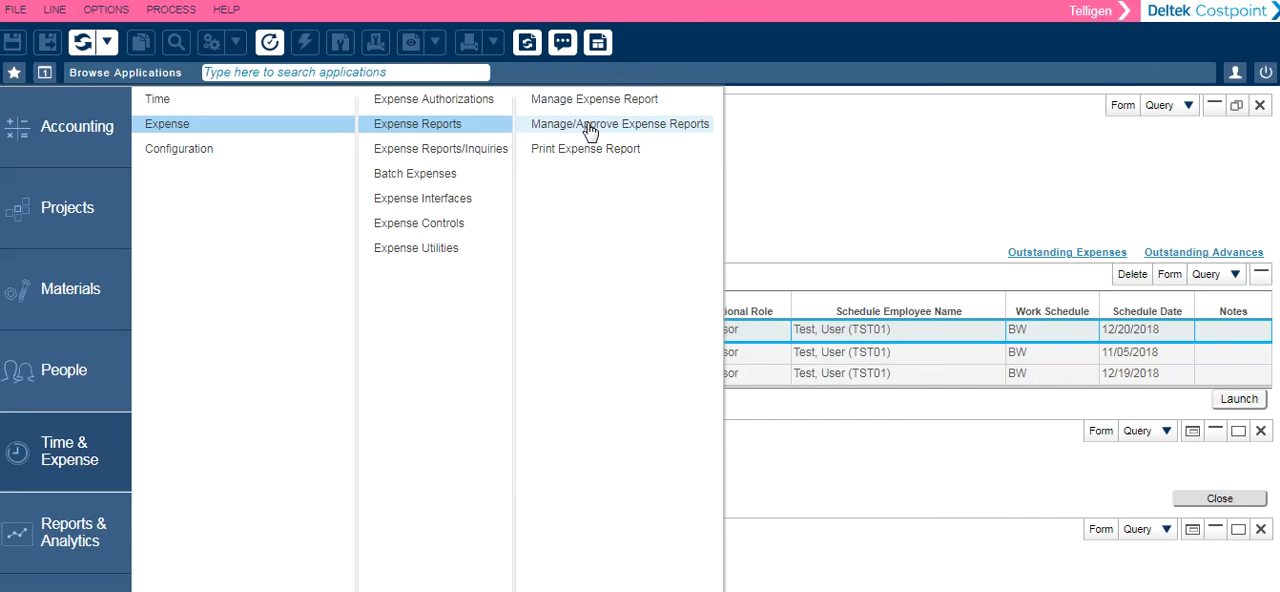 FILE LINE OPTIONS PROCESS HELP
Telligen Deltek Costpoint
1 Browse Applications Type here to search applications
Accounting
Projects
Materials
People
Time &
Expense
Reports &
Analytics
Time
Expense
Configuration
Expense Authorizations
Expense Reports
Expense Reports/Inquiries
Batch Expenses
Expense Interfaces
Expense Controls
Expense Utilities
Manage Expense Report
Manage/Approve Expense Reports
Print Expense Report
Form Query
Outstanding Expenses Outstanding Advances
Delete Form Query
ional Role Schedule Employee Name Work Schedule Schedule Date Notes
sor Test, User (TST01) BW 12/20/2018
sor Test, User (TST01) BW 11/05/2018
sor Test, User (TST01) BW 12/19/2018
Launch
Form Query
Close
Form Query